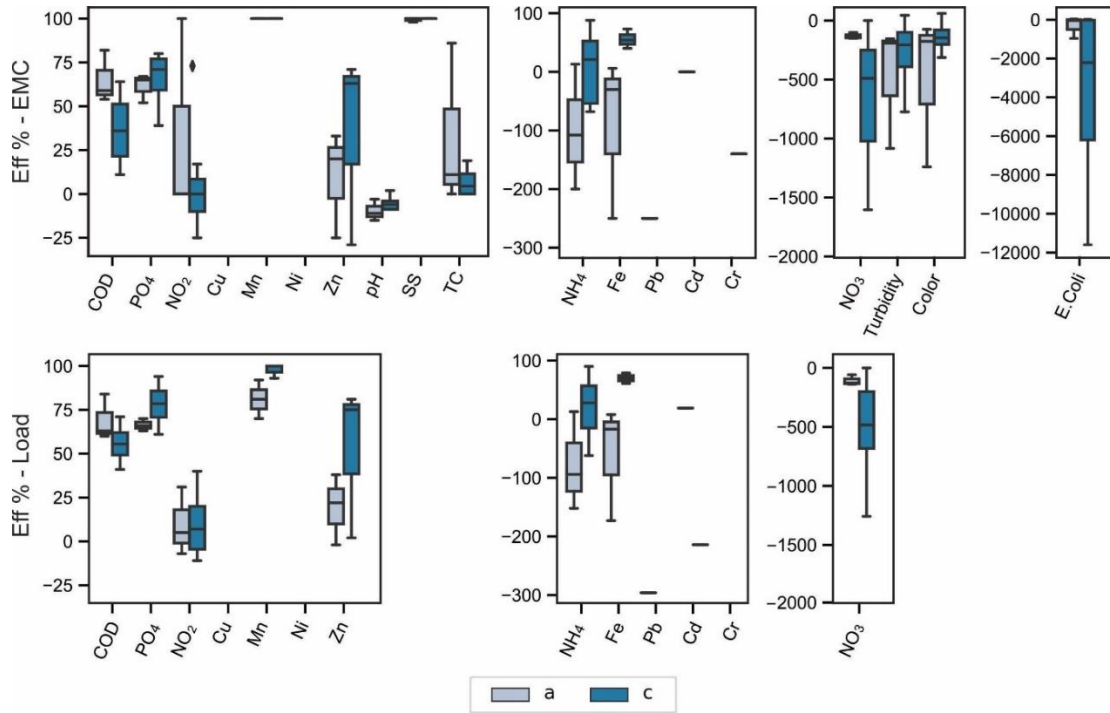 Eff % - EMC
100
75
50
25
0
−25
COD
PO4
NO2
Cu
Mn
Ni
Zn
pH
SS
TC
100
0
−100
−200
−300
NH4
Fe
Pb
Cd
Cr
0
−500
−1000
−1500
−2000
NO3
Turbidity
Color
0
−2000
−4000
−6000
−8000
−10000
−12000
E.Coli
Eff % - Load
100
75
50
25
0
−25
COD
PO4
NO2
Cu
Mn
Ni
Zn
100
0
−100
−200
−300
NH4
Fe
Pb
Cd
Cr
0
−500
−1000
−1500
−2000
NO3
a
c